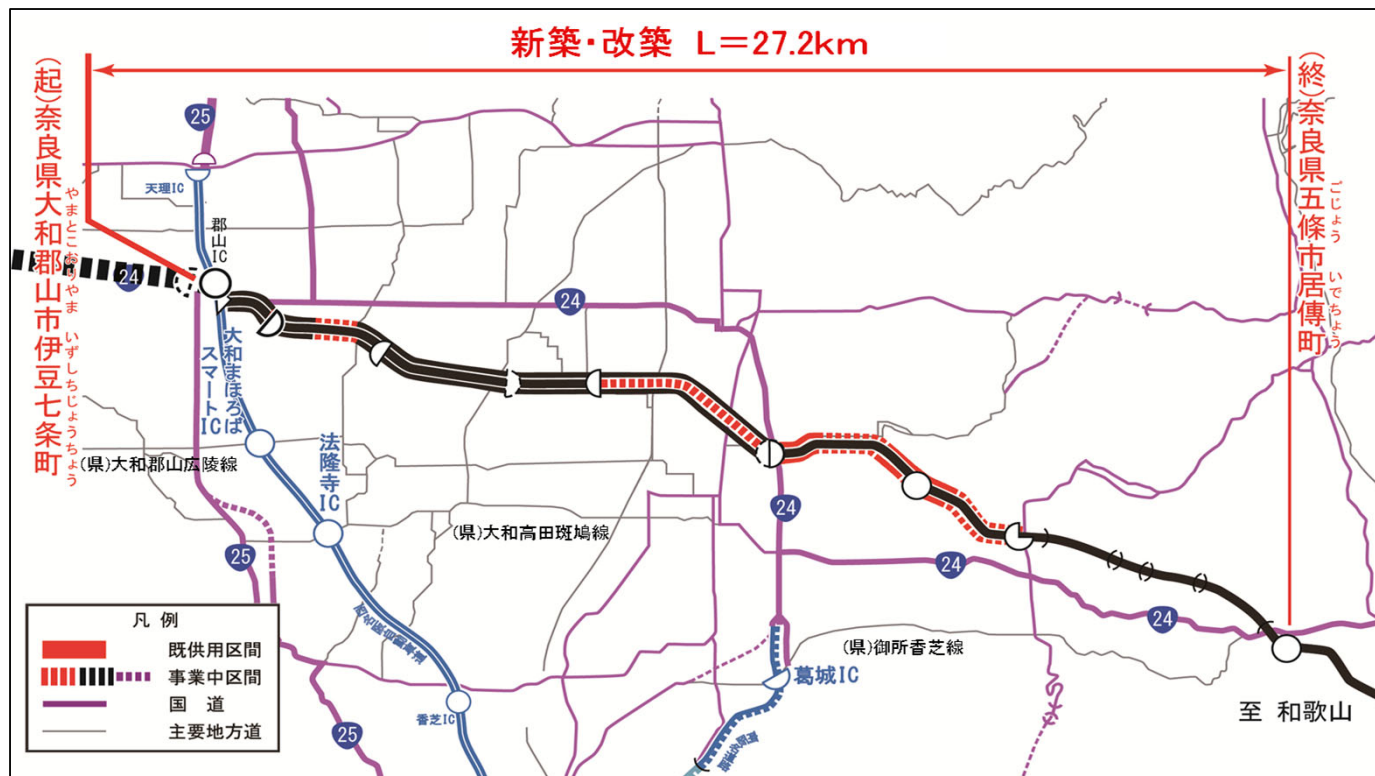 新築・改築 L=27.2km
(起)奈良県大和郡山市伊豆七条町
やまとこおりやま いずしちじょうちょう
(終)奈良県五條市居傳町
ごじょう いでちょう
25
天理IC
郡山IC
24
24
大和まほろば
スマートIC
法隆寺IC
(県)大和郡山広陵線
(県)大和高田斑鳩線
24
25
24
24
(県)御所香芝線
葛城IC
香芝IC
25
至 和歌山
凡 例
既供用区間
事業中区間
国 道
主要地方道